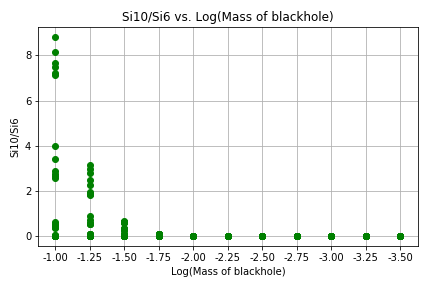 Si10/Si6 vs. Log(Mass of blackhole)
8
6
4
2
0
Si10/Si6
-1.00 -1.25 -1.50 -1.75 -2.00 -2.25 -2.50 -2.75 -3.00 -3.25 -3.50
Log(Mass of blackhole)